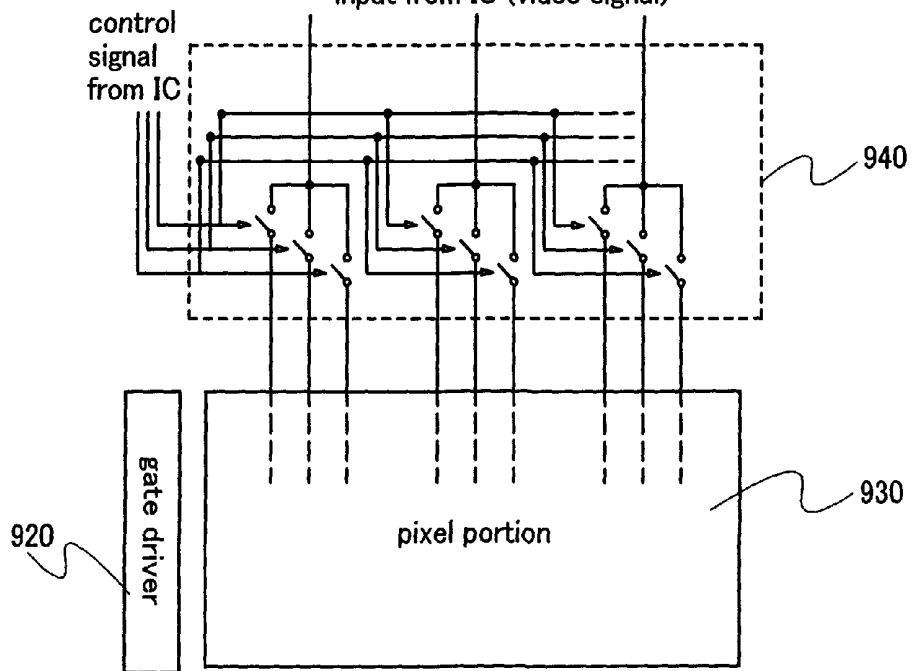 input from IC (video signal)
control
signal
from IC
940
gate driver
920
pixel portion
930